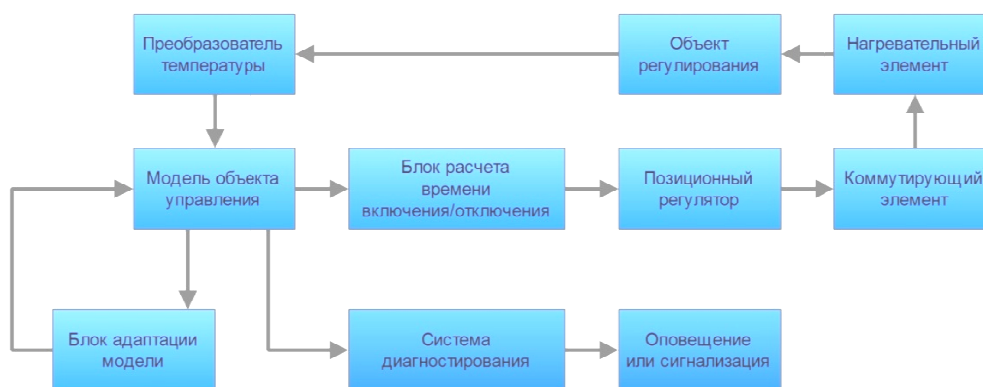 Преобразователь
температуры
Объект
регулирования
Нагревательный
элемент
Модель объекта
управления
Блок расчета
времени
включения/отключения
Позиционный
регулятор
Коммутирующий
элемент
Блок адаптации
модели
Система
диагностирования
Оповещение
или сигнализация